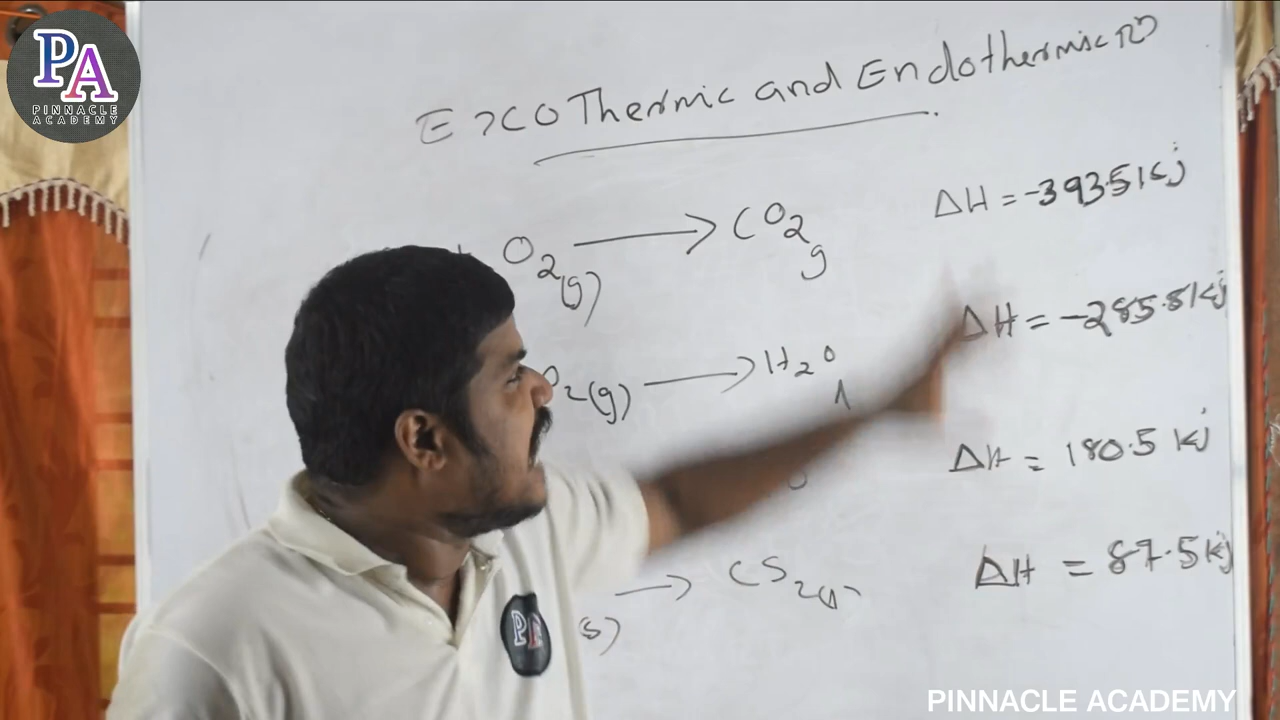 PA
PINNACLE
ACADEMY
Exothermic and Endothermic
O2(g) → CO2 g ΔH = -393.5 kj
O2(g) → H2O l ΔH = -285.8 kj
ΔH = 180.5 kj
(s) → CS2(l) ΔH = 87.5 kj
PA
PINNACLE ACADEMY